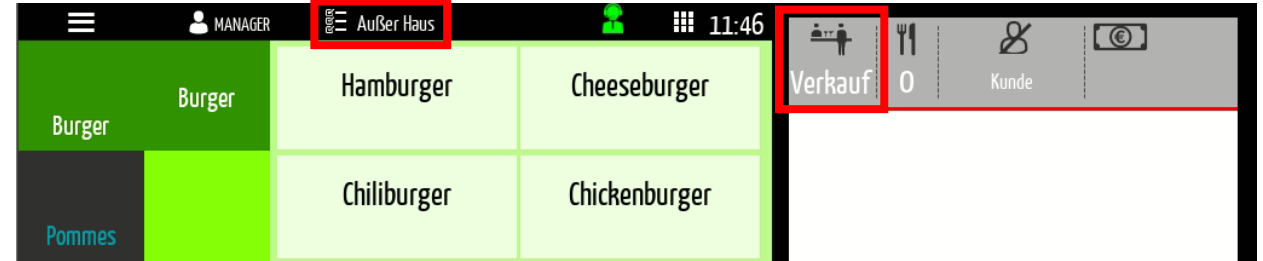 MANAGER
Außer Haus
11:46
Burger
Burger
Hamburger
Cheeseburger
Pommes
Chiliburger
Chickenburger
Verkauf
0
Kunde
€